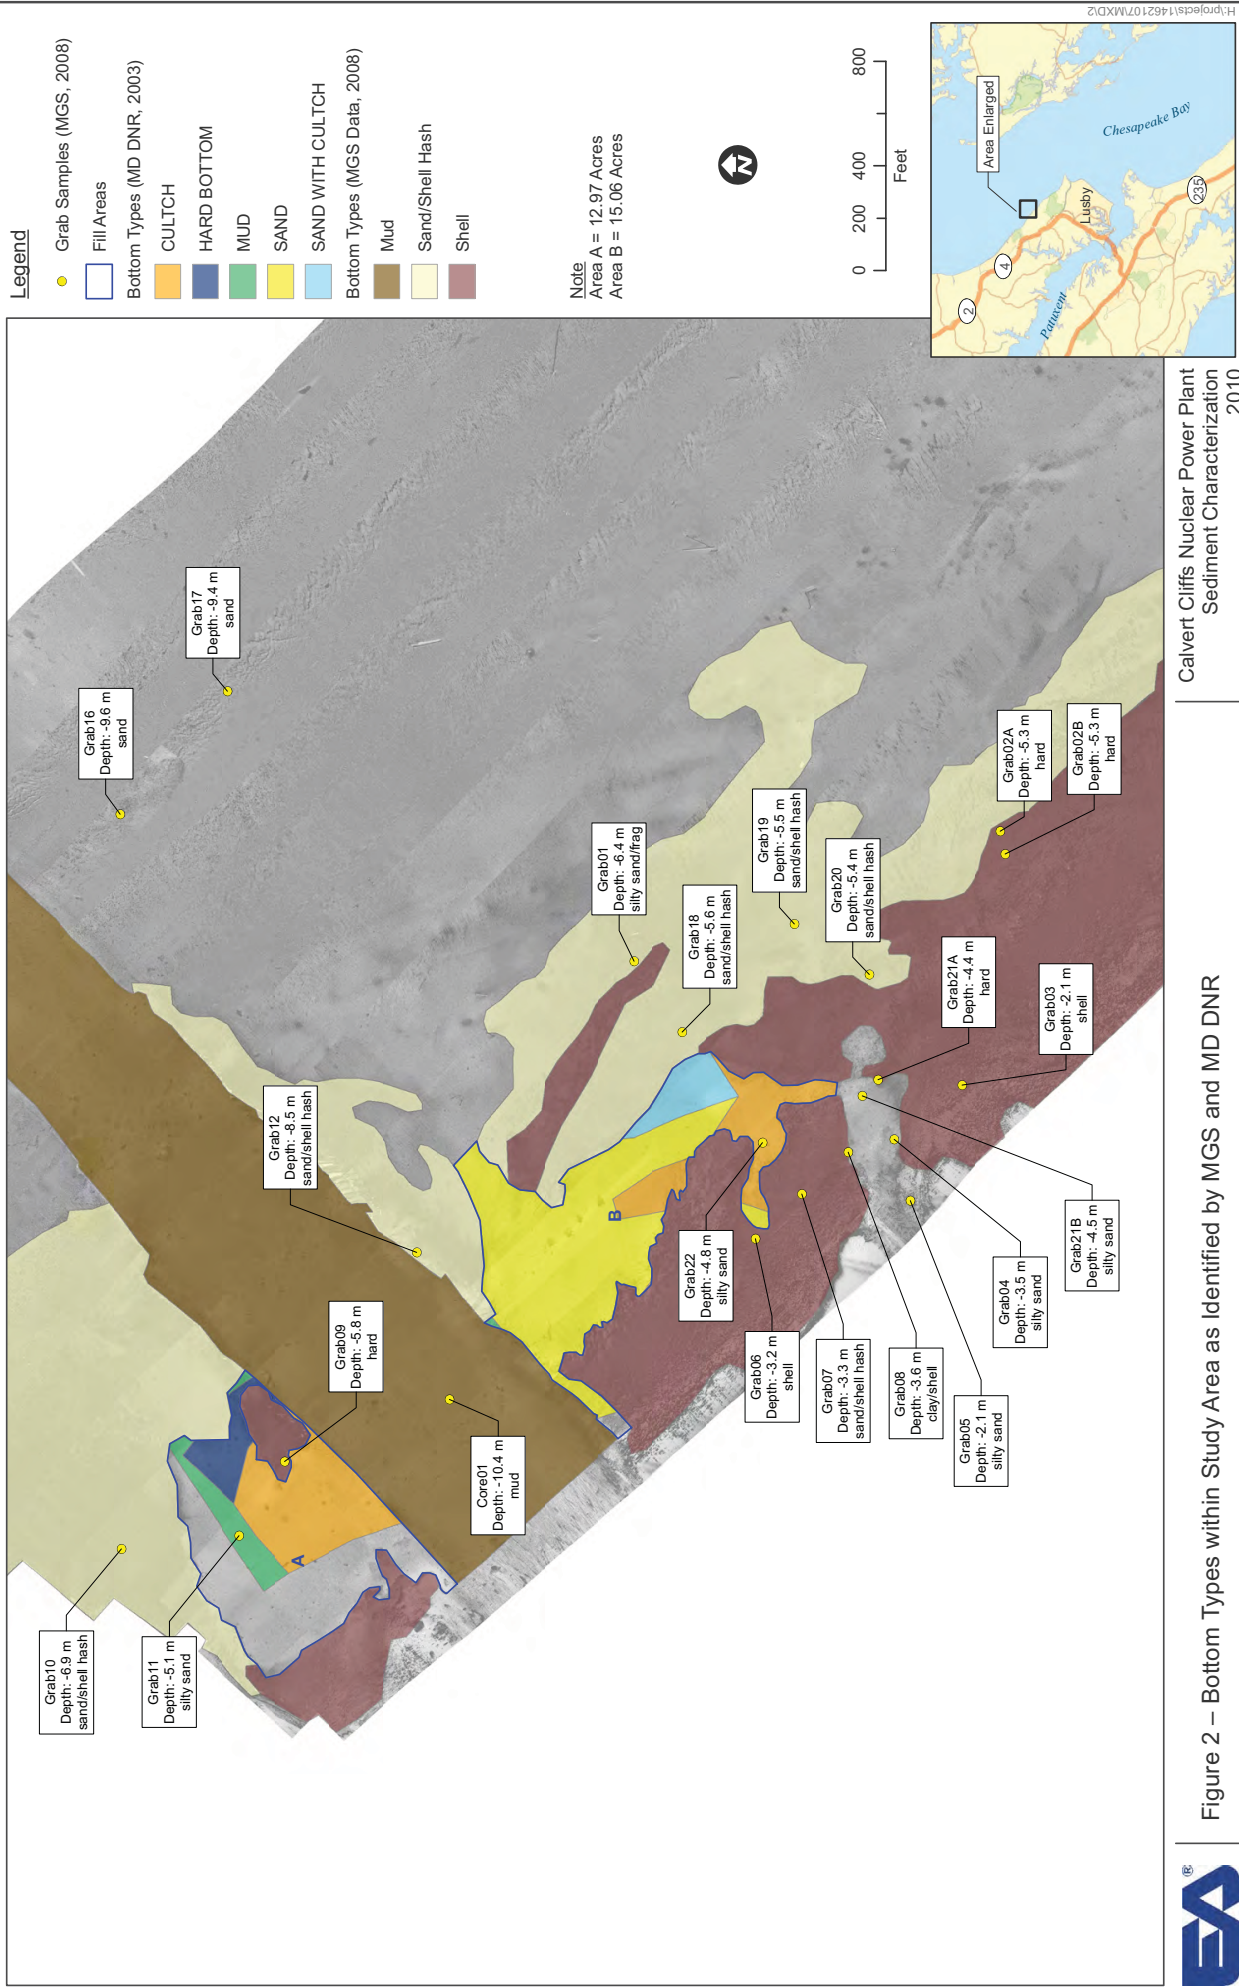 Legend
Grab Samples (MGS, 2008)
Fill Areas
Bottom Types (MD DNR, 2003)
CULTCH
HARD BOTTOM
MUD
SAND
SAND WITH CULTCH
Bottom Types (MGS Data, 2008)
Mud
Sand/Shell Hash
Shell
Note
Area A = 12.97 Acres
Area B = 15.06 Acres
N
0
200
400
800
Feet
Area Enlarged
Chesapeake Bay
Lusby
Patuxent
2
4
235
Grab10
Depth: -6.9 m
sand/shell hash
Grab11
Depth: -5.1 m
silty sand
Grab09
Depth: -5.8 m
hard
Core01
Depth: -10.4 m
mud
Grab12
Depth: -8.5 m
sand/shell hash
Grab16
Depth: -9.6 m
sand
Grab17
Depth: -9.4 m
sand
Grab01
Depth: -6.4 m
silty sand/frag
Grab18
Depth: -5.6 m
sand/shell hash
Grab19
Depth: -5.5 m
sand/shell hash
Grab20
Depth: -5.4 m
sand/shell hash
Grab02A
Depth: -5.3 m
hard
Grab02B
Depth: -5.3 m
hard
Grab21A
Depth: -4.4 m
hard
Grab03
Depth: -2.1 m
shell
Grab22
Depth: -4.8 m
silty sand
Grab06
Depth: -3.2 m
shell
Grab07
Depth: -3.3 m
sand/shell hash
Grab08
Depth: -3.6 m
clay/shell
Grab05
Depth: -2.1 m
silty sand
Grab04
Depth: -3.5 m
silty sand
Grab21B
Depth: -4.5 m
silty sand
A
B
EA®
Figure 2 – Bottom Types within Study Area as Identified by MGS and MD DNR
Calvert Cliffs Nuclear Power Plant
Sediment Characterization
2010
H:\projects\1462107\MXD\2